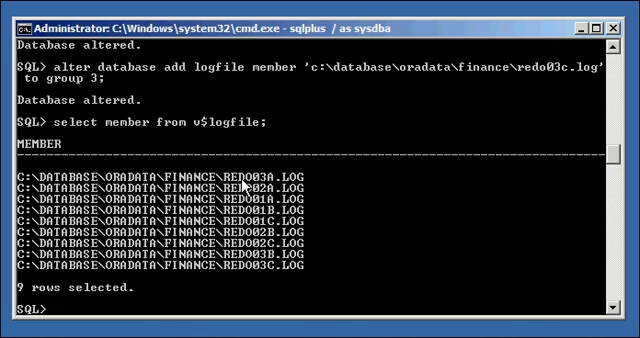 Administrator: C:\Windows\system32\cmd.exe - sqlplus / as sysdba
Database altered.
SQL> alter database add logfile member 'c:\database\oradata\finance\redo03c.log'
to group 3;
Database altered.
SQL> select member from v$logfile;
MEMBER
--------------------------------------------------------------------------------
C:\DATABASE\ORADATA\FINANCE\REDO03A.LOG
C:\DATABASE\ORADATA\FINANCE\REDO02A.LOG
C:\DATABASE\ORADATA\FINANCE\REDO01A.LOG
C:\DATABASE\ORADATA\FINANCE\REDO01B.LOG
C:\DATABASE\ORADATA\FINANCE\REDO01C.LOG
C:\DATABASE\ORADATA\FINANCE\REDO02B.LOG
C:\DATABASE\ORADATA\FINANCE\REDO02C.LOG
C:\DATABASE\ORADATA\FINANCE\REDO03B.LOG
C:\DATABASE\ORADATA\FINANCE\REDO03C.LOG
9 rows selected.
SQL>